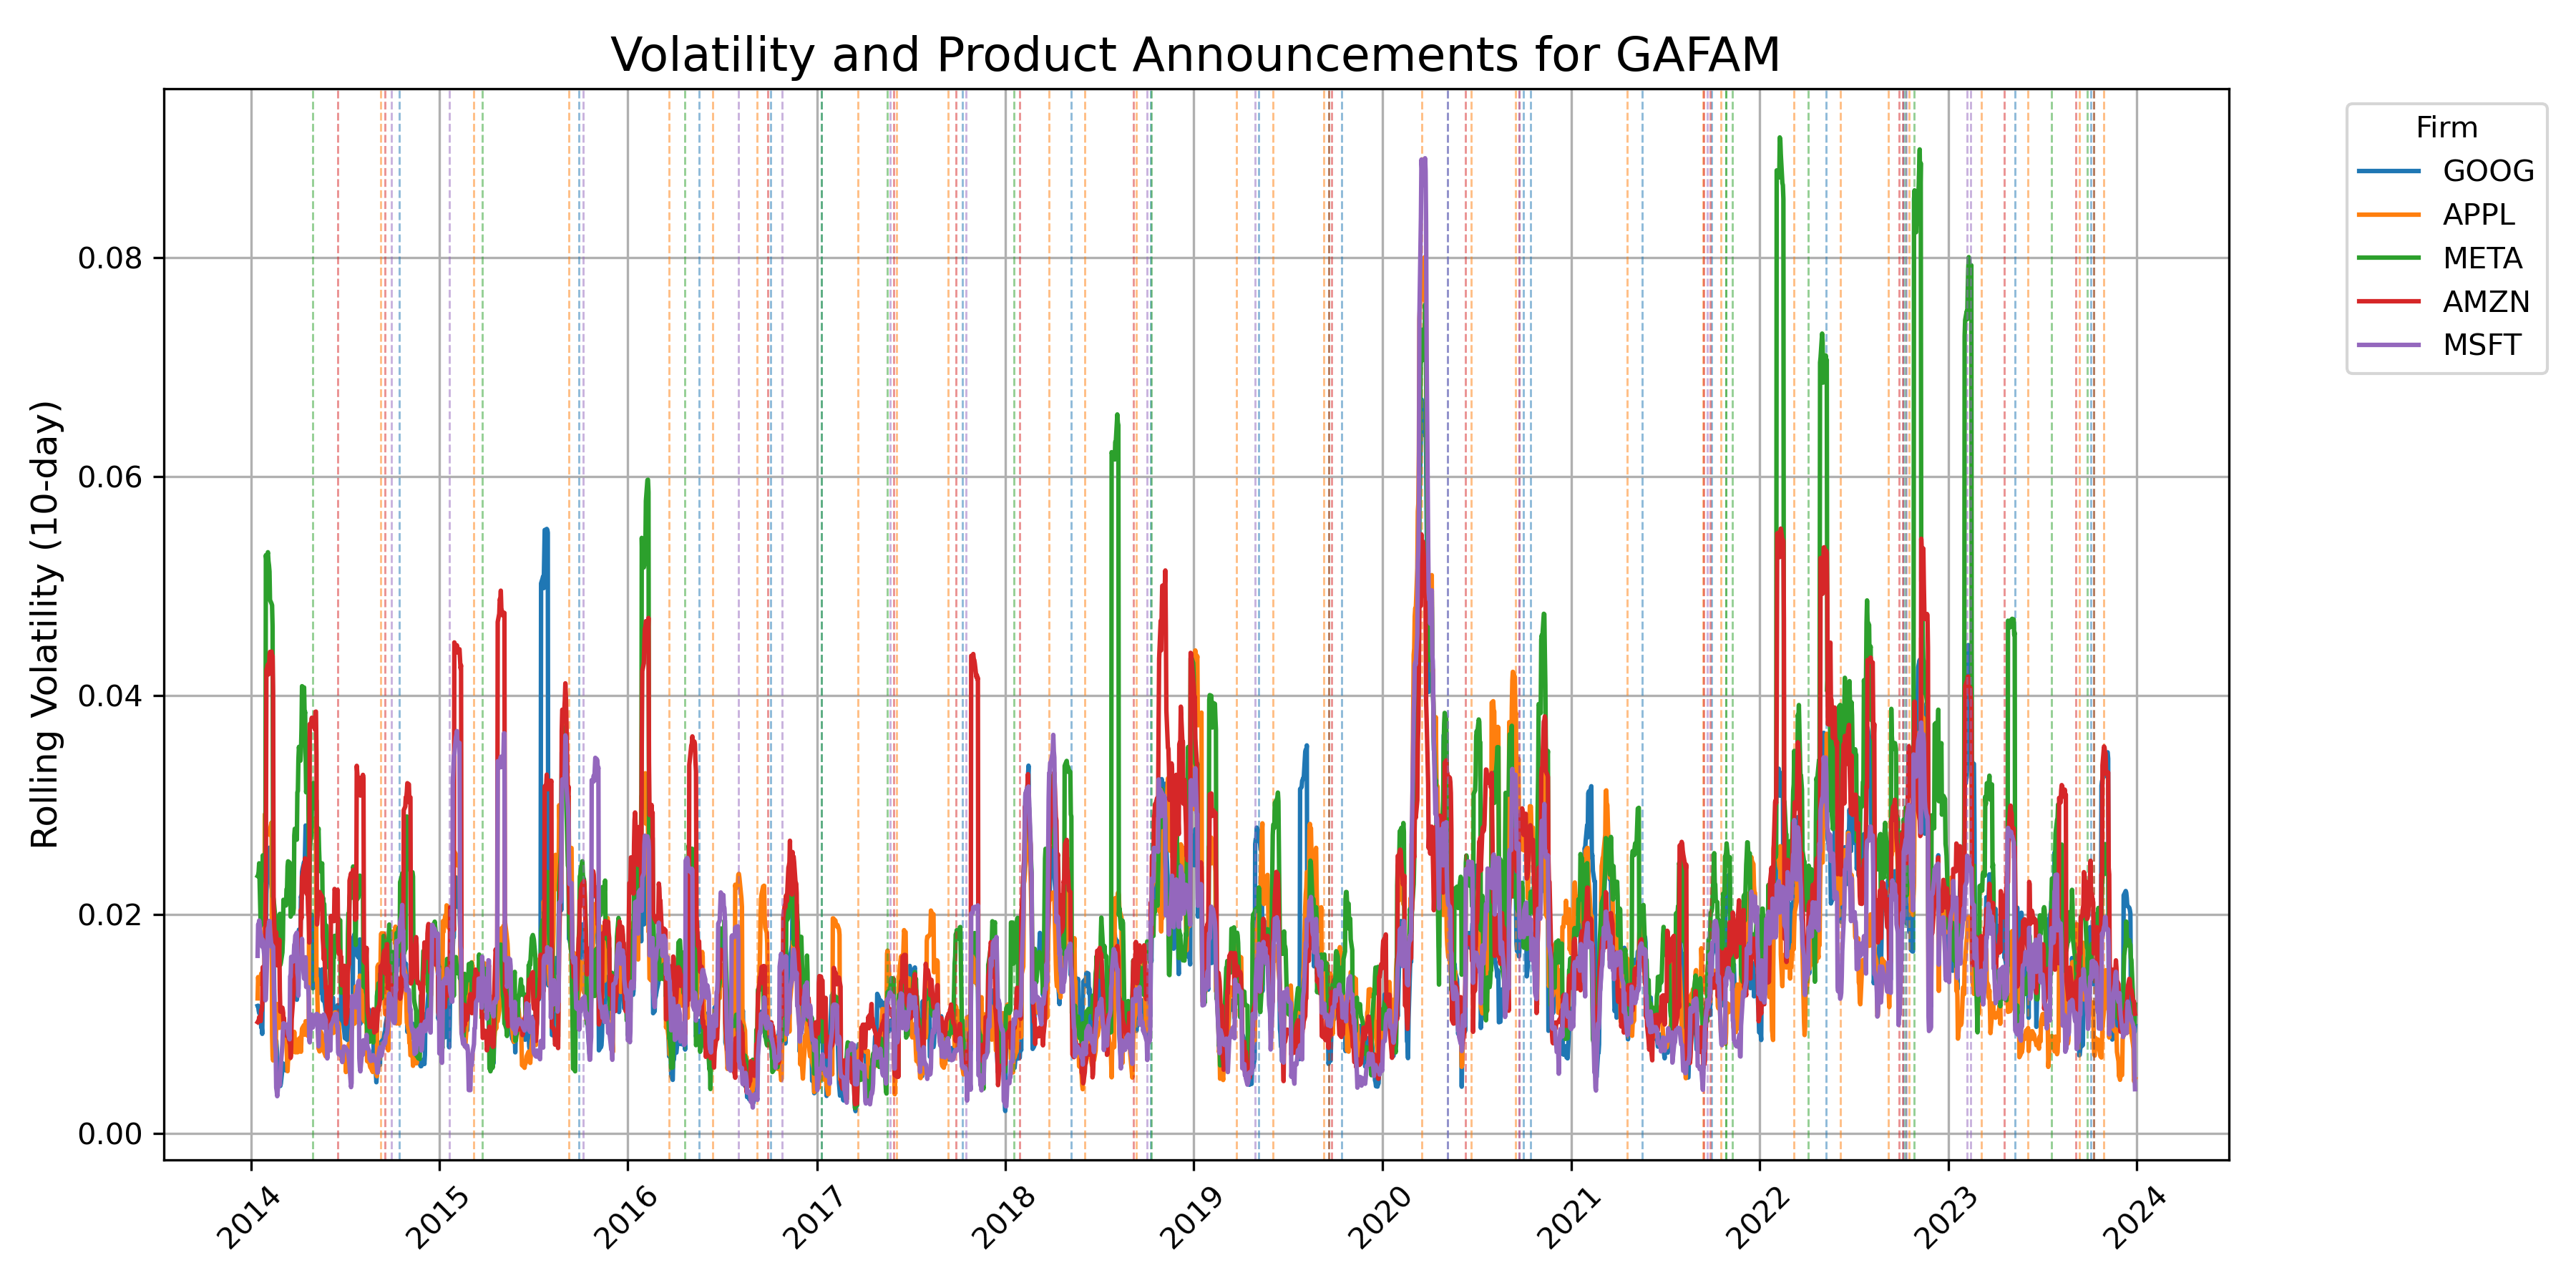 Volatility and Product Announcements for GAFAM
Firm
GOOG
APPL
META
AMZN
MSFT
Rolling Volatility (10-day)
0.08
0.06
0.04
0.02
0.00
2014 2015 2016 2017 2018 2019 2020 2021 2022 2023 2024